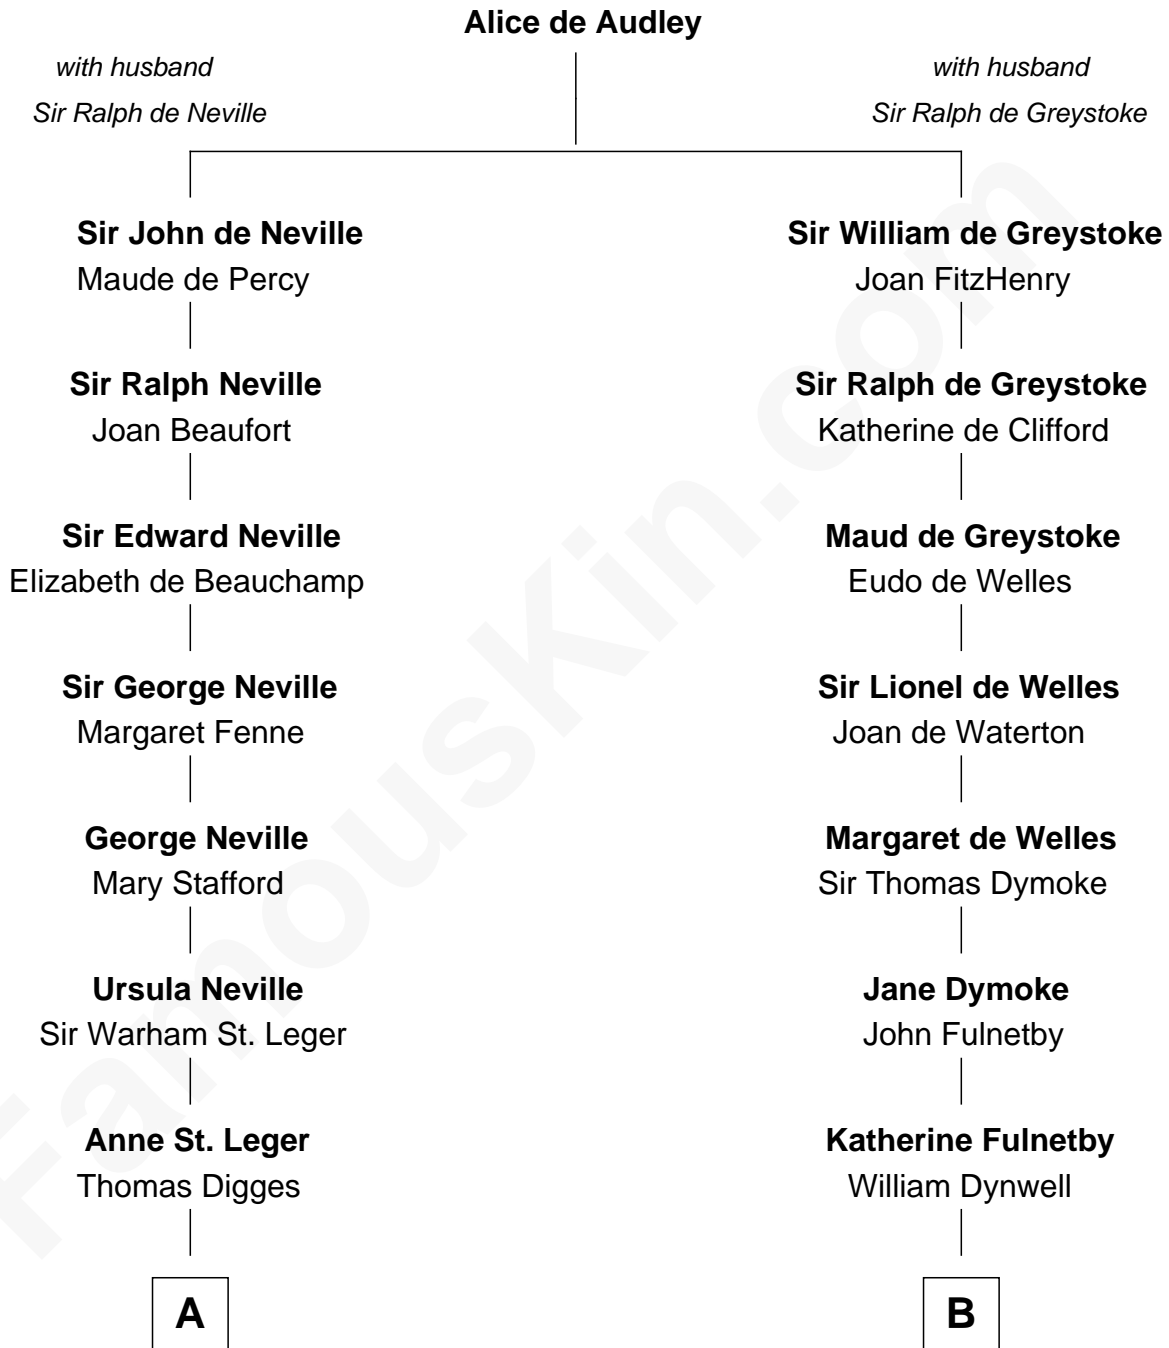 Alice de Audley
with husband
Sir Ralph de Neville
with husband
Sir Ralph de Greystoke
Sir John de Neville
Maude de Percy
Sir William de Greystoke
Joan FitzHenry
Sir Ralph Neville
Joan Beaufort
Sir Ralph de Greystoke
Katherine de Clifford
Sir Edward Neville
Elizabeth de Beauchamp
Maud de Greystoke
Eudo de Welles
Sir George Neville
Margaret Fenne
Sir Lionel de Welles
Joan de Waterton
George Neville
Mary Stafford
Margaret de Welles
Sir Thomas Dymoke
Ursula Neville
Sir Warham St. Leger
Jane Dymoke
John Fulnetby
Anne St. Leger
Thomas Digges
Katherine Fulnetby
William Dynwell
A
B
FamousKin.com